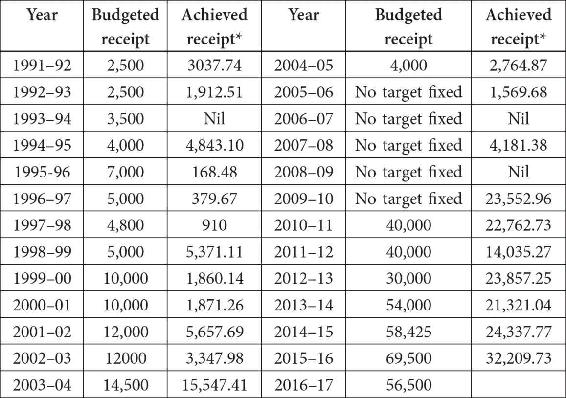 Year Budgeted receipt Achieved receipt* Year Budgeted receipt Achieved receipt*
1991–92 2,500 3037.74 2004–05 4,000 2,764.87
1992–93 2,500 1,912.51 2005–06 No target fixed 1,569.68
1993–94 3,500 Nil 2006–07 No target fixed Nil
1994–95 4,000 4,843.10 2007–08 No target fixed 4,181.38
1995-96 7,000 168.48 2008–09 No target fixed Nil
1996–97 5,000 379.67 2009–10 No target fixed 23,552.96
1997–98 4,800 910 2010–11 40,000 22,762.73
1998–99 5,000 5,371.11 2011–12 40,000 14,035.27
1999–00 10,000 1,860.14 2012–13 30,000 23,857.25
2000–01 10,000 1,871.26 2013–14 54,000 21,321.04
2001–02 12,000 5,657.69 2014–15 58,425 24,337.77
2002–03 12000 3,347.98 2015–16 69,500 32,209.73
2003–04 14,500 15,547.41 2016–17 56,500